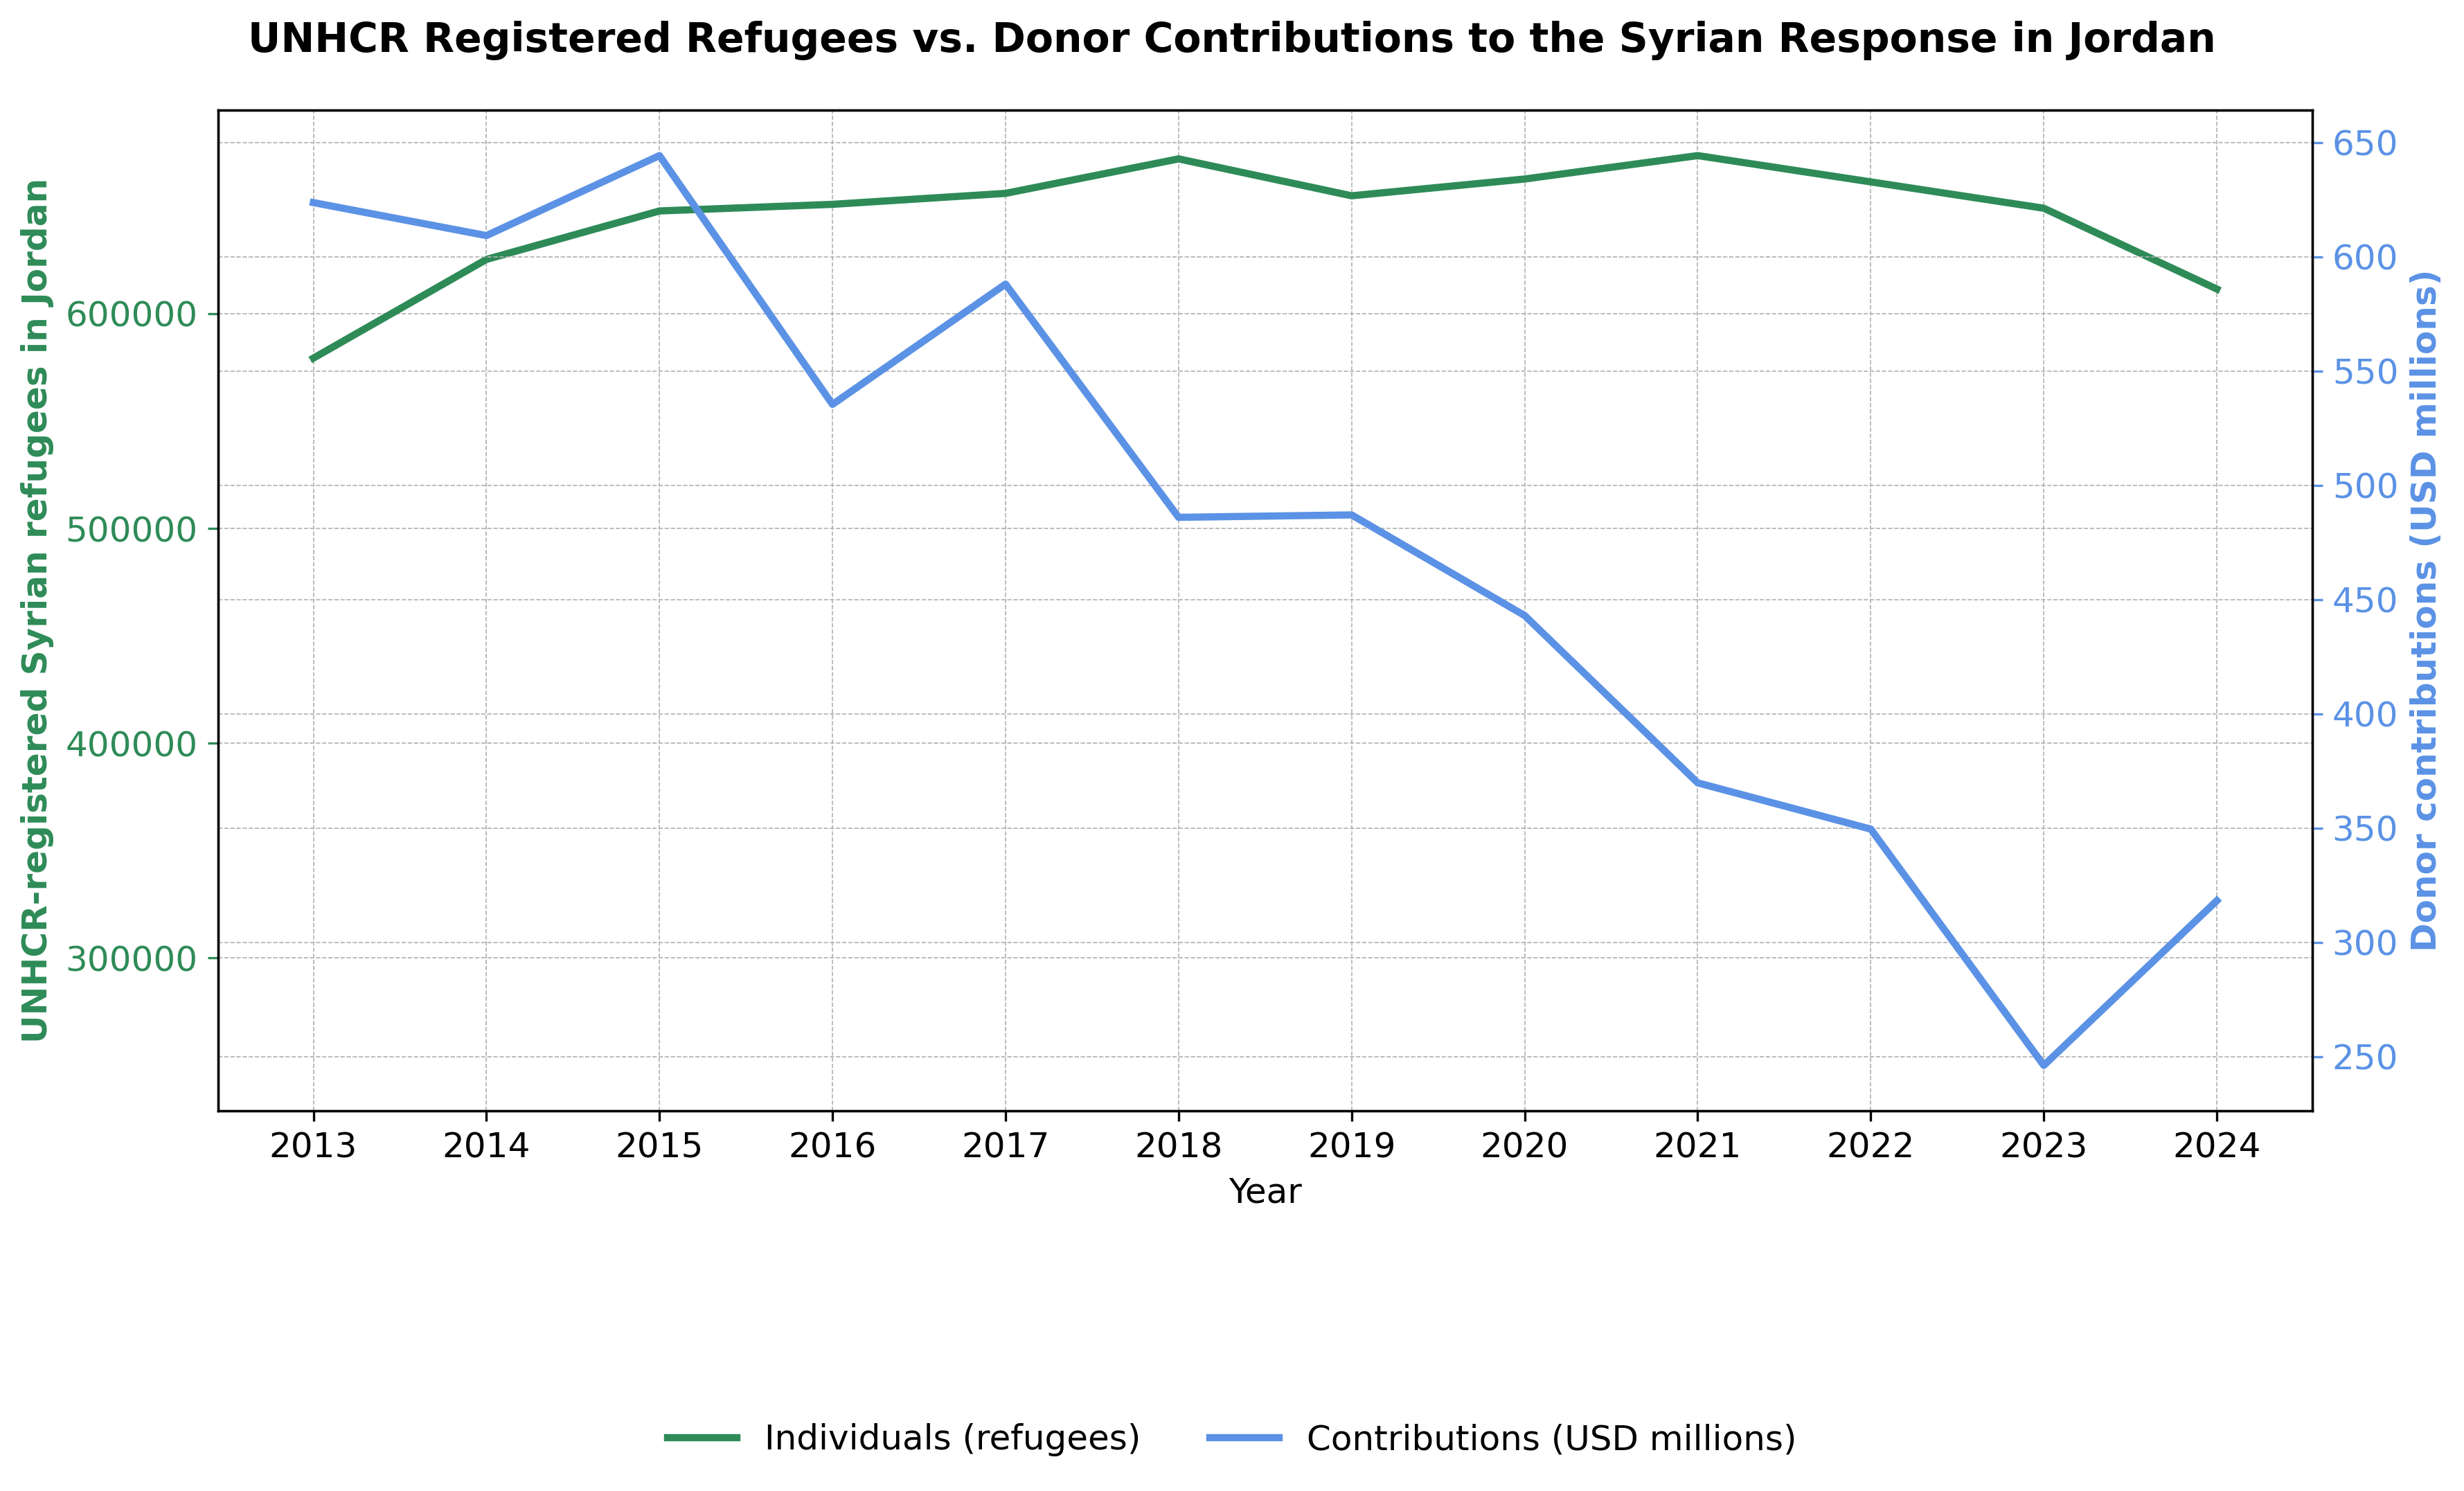 UNHCR Registered Refugees vs. Donor Contributions to the Syrian Response in Jordan
UNHCR-registered Syrian refugees in Jordan
600000
500000
400000
300000
650
600
550
500
450
400
350
300
250
Donor contributions (USD millions)
2013 2014 2015 2016 2017 2018 2019 2020 2021 2022 2023 2024
Year
Individuals (refugees) Contributions (USD millions)